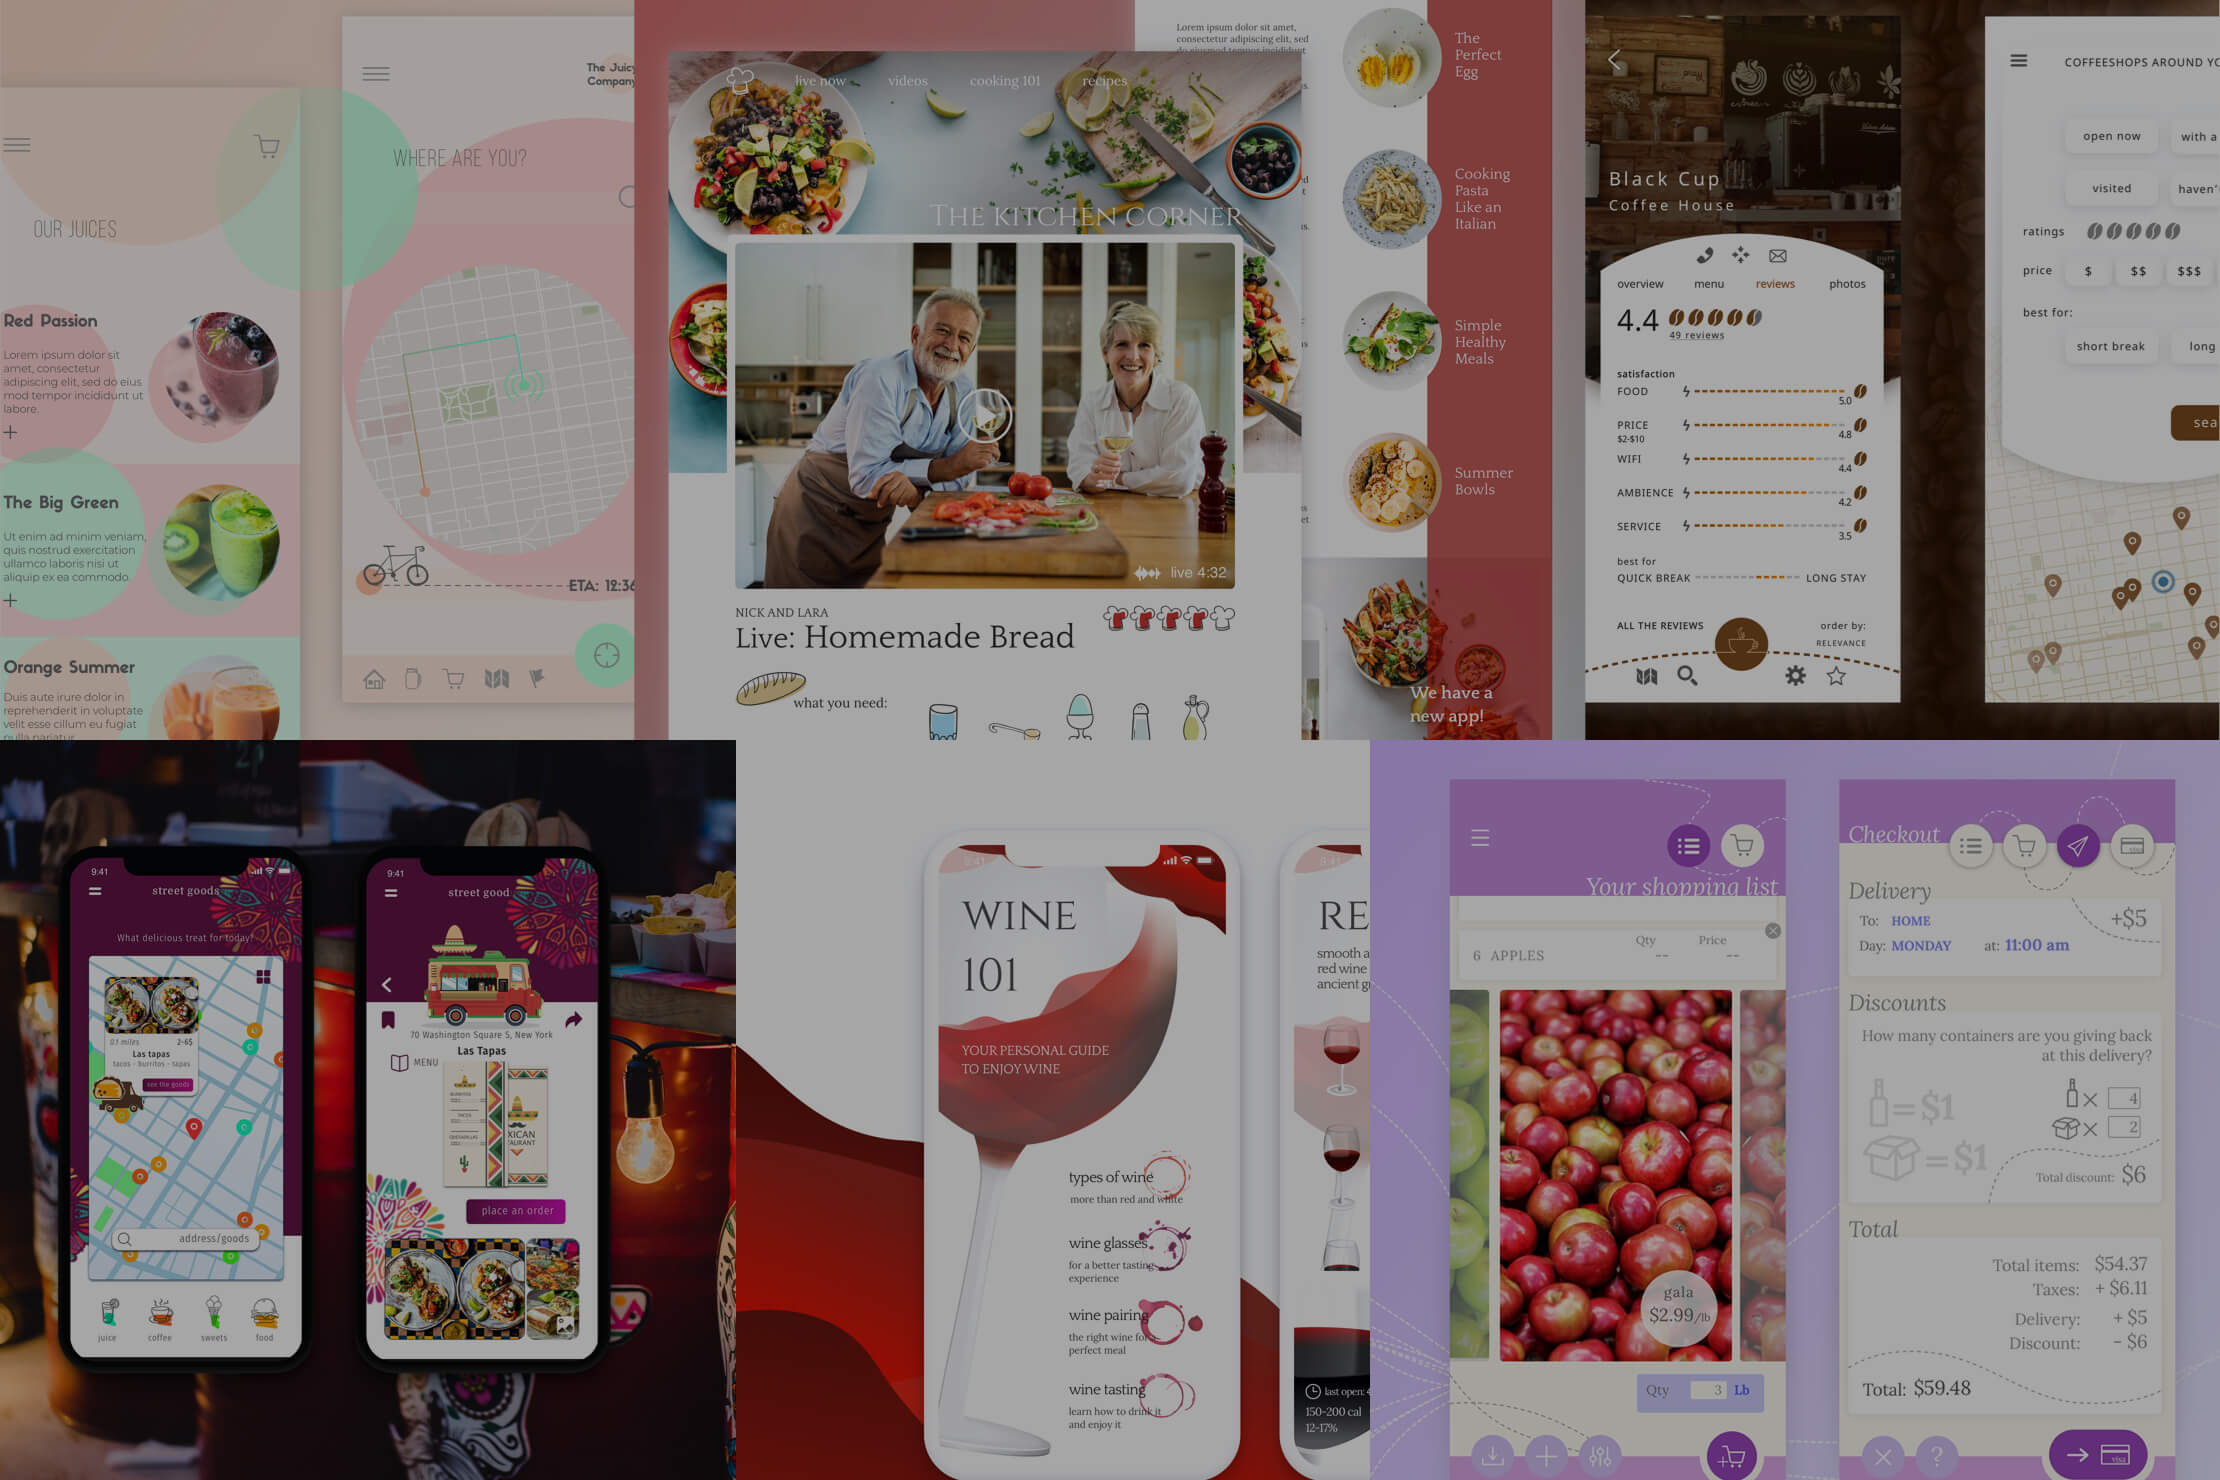 OUR JUICES
Red Passion
Lorem ipsum dolor sit
amet, consectetur
adipiscing elit, sed do eius
mod tempor incididunt ut
labore.
+
The Big Green
Ut enim ad minim veniam,
quis nostrud exercitation
ullamco laboris nisi ut
aliquip ex ea commodo
+
Orange Summer
Duis aute irure dolor in
reprehenderit in voluptate
velit esse cillum eu fugiat
nulla pariatur
The Juicy
Company
WHERE ARE YOU?
ETA: 12:36
live now videos cooking 101 recipes
THE KITCHEN CORNER
live 4:32
NICK AND LARA
Live: Homemade Bread
what you need:
Lorem ipsum dolor sit amet,
consectetur adipiscing elit, sed
do eiusmod tempor incididunt
The
Perfect
Egg
Cooking
Pasta
Like an
Italian
Simple
Healthy
Meals
Summer
Bowls
We have a
new app!
Black Cup
Coffee House
overview menu reviews photos
4.4
49 reviews
satisfaction
FOOD 5.0
PRICE 4.8
$2-$10
WIFI 4.4
AMBIENCE 4.2
SERVICE 3.5
best for
QUICK BREAK LONG STAY
ALL THE REVIEWS order by:
RELEVANCE
COFFEESHOPS AROUND YO
open now with a
visited haven'
ratings
price $ $$ $$$
best for:
short break long
sea
9:41
street goods
What delicious treat for today?
0.1 miles 2-6$
Las tapas
tacos - burritos - tapas
see the goods
address/goods
juice coffee sweets food
9:41
street good
70 Washington Square S, New York
Las Tapas
MENU
place an order
9:41
WINE
101
YOUR PERSONAL GUIDE
TO ENJOY WINE
types of wine
more than red and white
wine glasses
for a better tasting
experience
wine pairing
the right wine for a
perfect meal
wine tasting
learn how to drink it
and enjoy it
9:41
RE
smooth a
red wine
ancient g
last open: 4
150-200 cal
12-17%
Your shopping list
Qty Price
6 APPLES -- --
gala
$2.99/lb
Qty 3 Lb
Checkout
Delivery
To: HOME +$5
Day: MONDAY at: 11:00 am
Discounts
How many containers are you giving back
at this delivery?
= $1 × 4
= $1 × 2
Total discount: $6
Total
Total items: $54.37
Taxes: + $6.11
Delivery: + $5
Discount: - $6
Total: $59.48
VISA